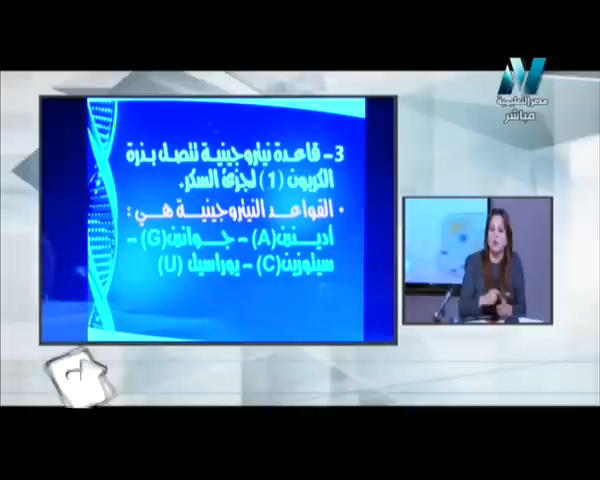 مصر التعليمية
مباشر
3- قاعدة نيتروجينية تتصل بذرة
الكربون (1) لجزئ السكر.
• القواعد النيتروجينية هي :
أدينين(A) – جوانين(G) –
سيتوزين(C) – يوراسيل (U)